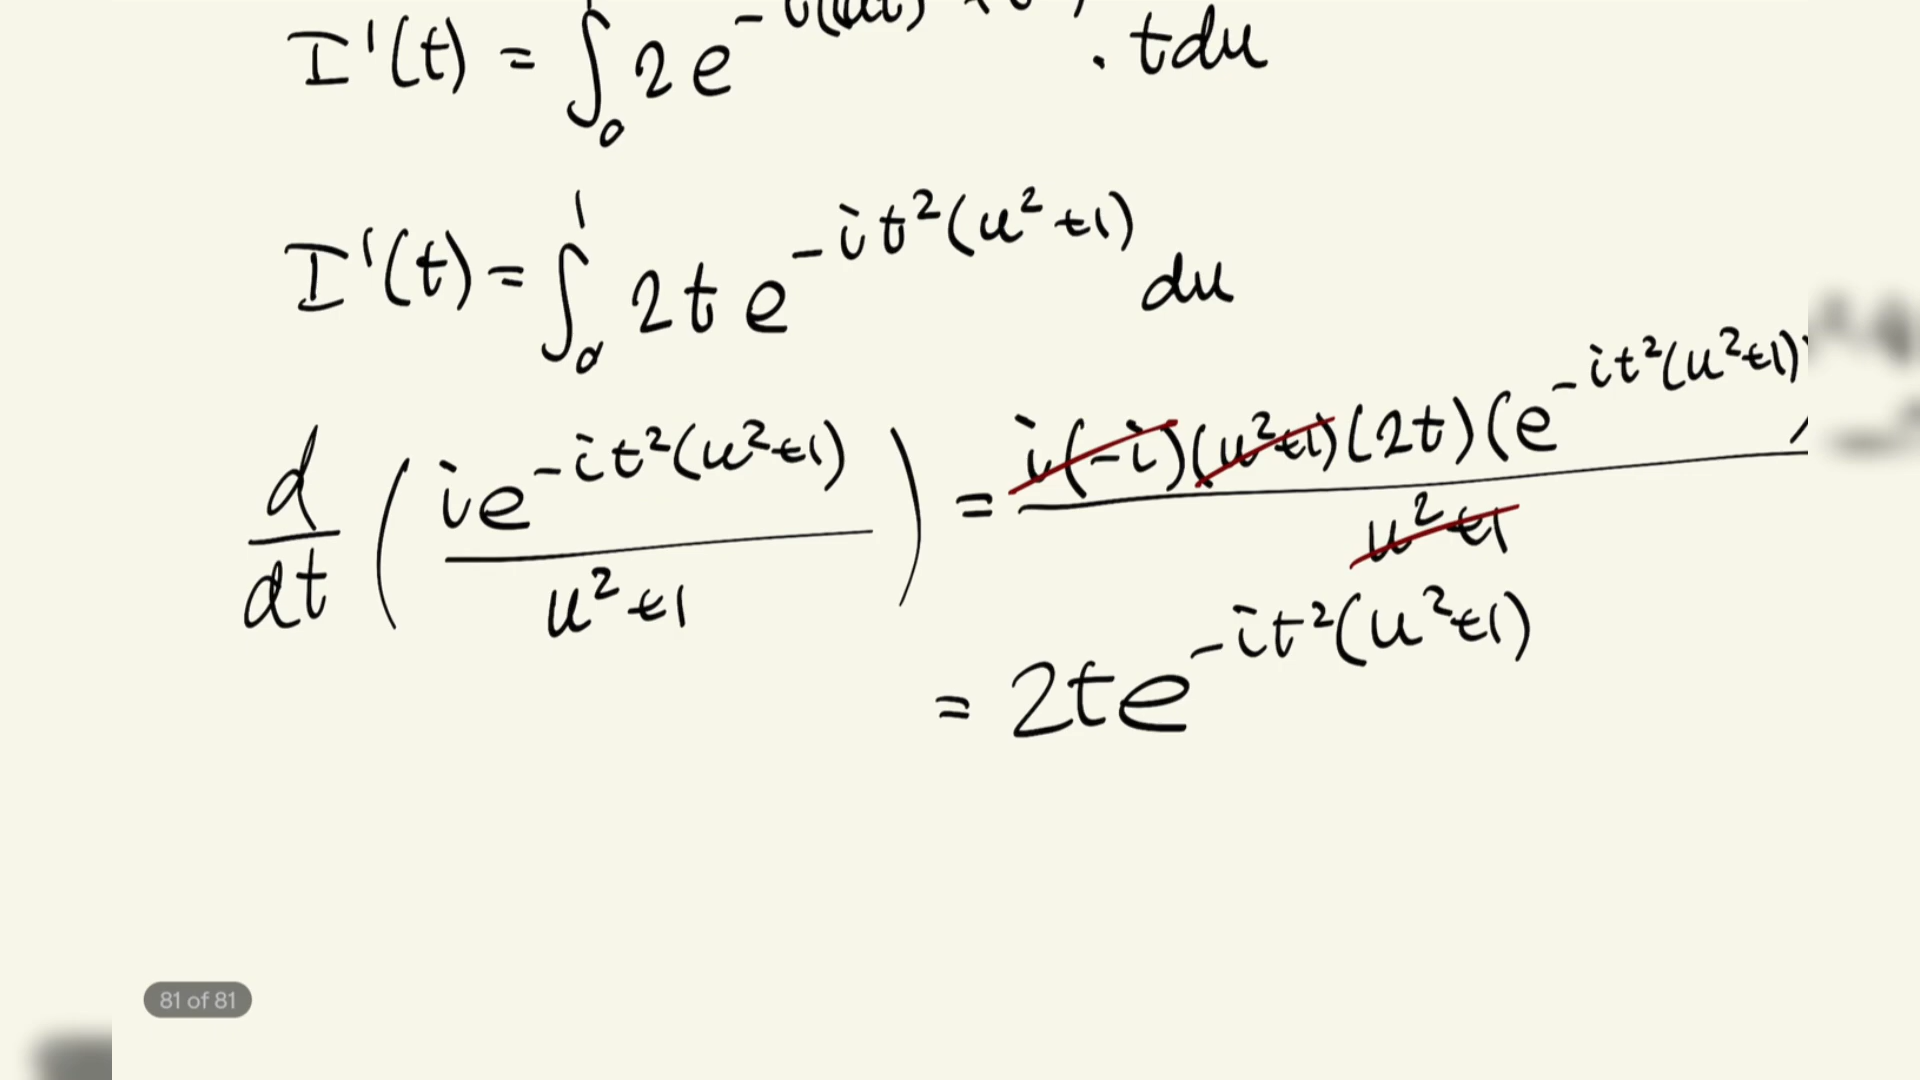 I'(t) = ∫₀ 2e^- · tdu
I'(t) = ∫₀¹ 2te^{-it²(u²+1)} du
d/dt (ie^{-it²(u²+1)} / u²+1) = i(-i)(u²+1)(2t)(e^{-it²(u²+1)}) / u²+1
= 2te^{-it²(u²+1)}
81 of 81